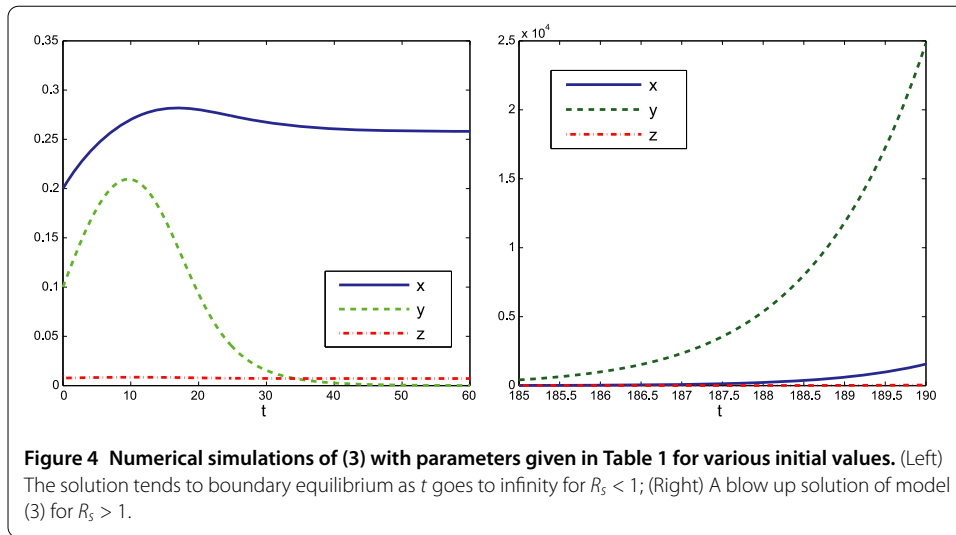 0.35
0.3
0.25
0.2
0.15
0.1
0.05
0
0 10 20 30 40 50 60
t
x
y
z
x 10^4
2.5
2
1.5
1
0.5
0
185 185.5 186 186.5 187 187.5 188 188.5 189 189.5 190
t
x
y
z
Figure 4 Numerical simulations of (3) with parameters given in Table 1 for various initial values. (Left)
The solution tends to boundary equilibrium as t goes to infinity for Rs < 1; (Right) A blow up solution of model
(3) for Rs > 1.